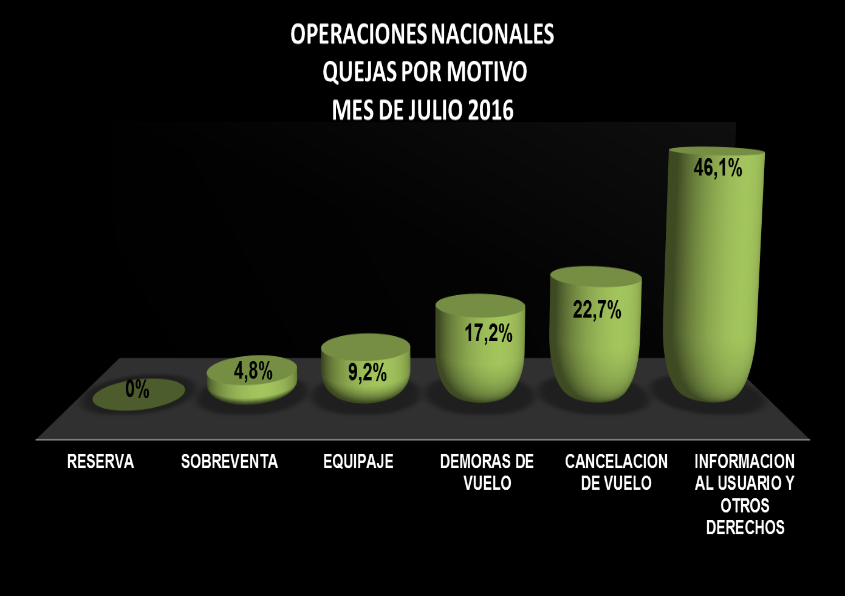 OPERACIONES NACIONALES
QUEJAS POR MOTIVO
MES DE JULIO 2016
46,1%
22,7%
17,2%
9,2%
4,8%
0%
RESERVA
SOBREVENTA
EQUIPAJE
DEMORAS DE
VUELO
CANCELACION
DE VUELO
INFORMACION
AL USUARIO Y
OTROS
DERECHOS